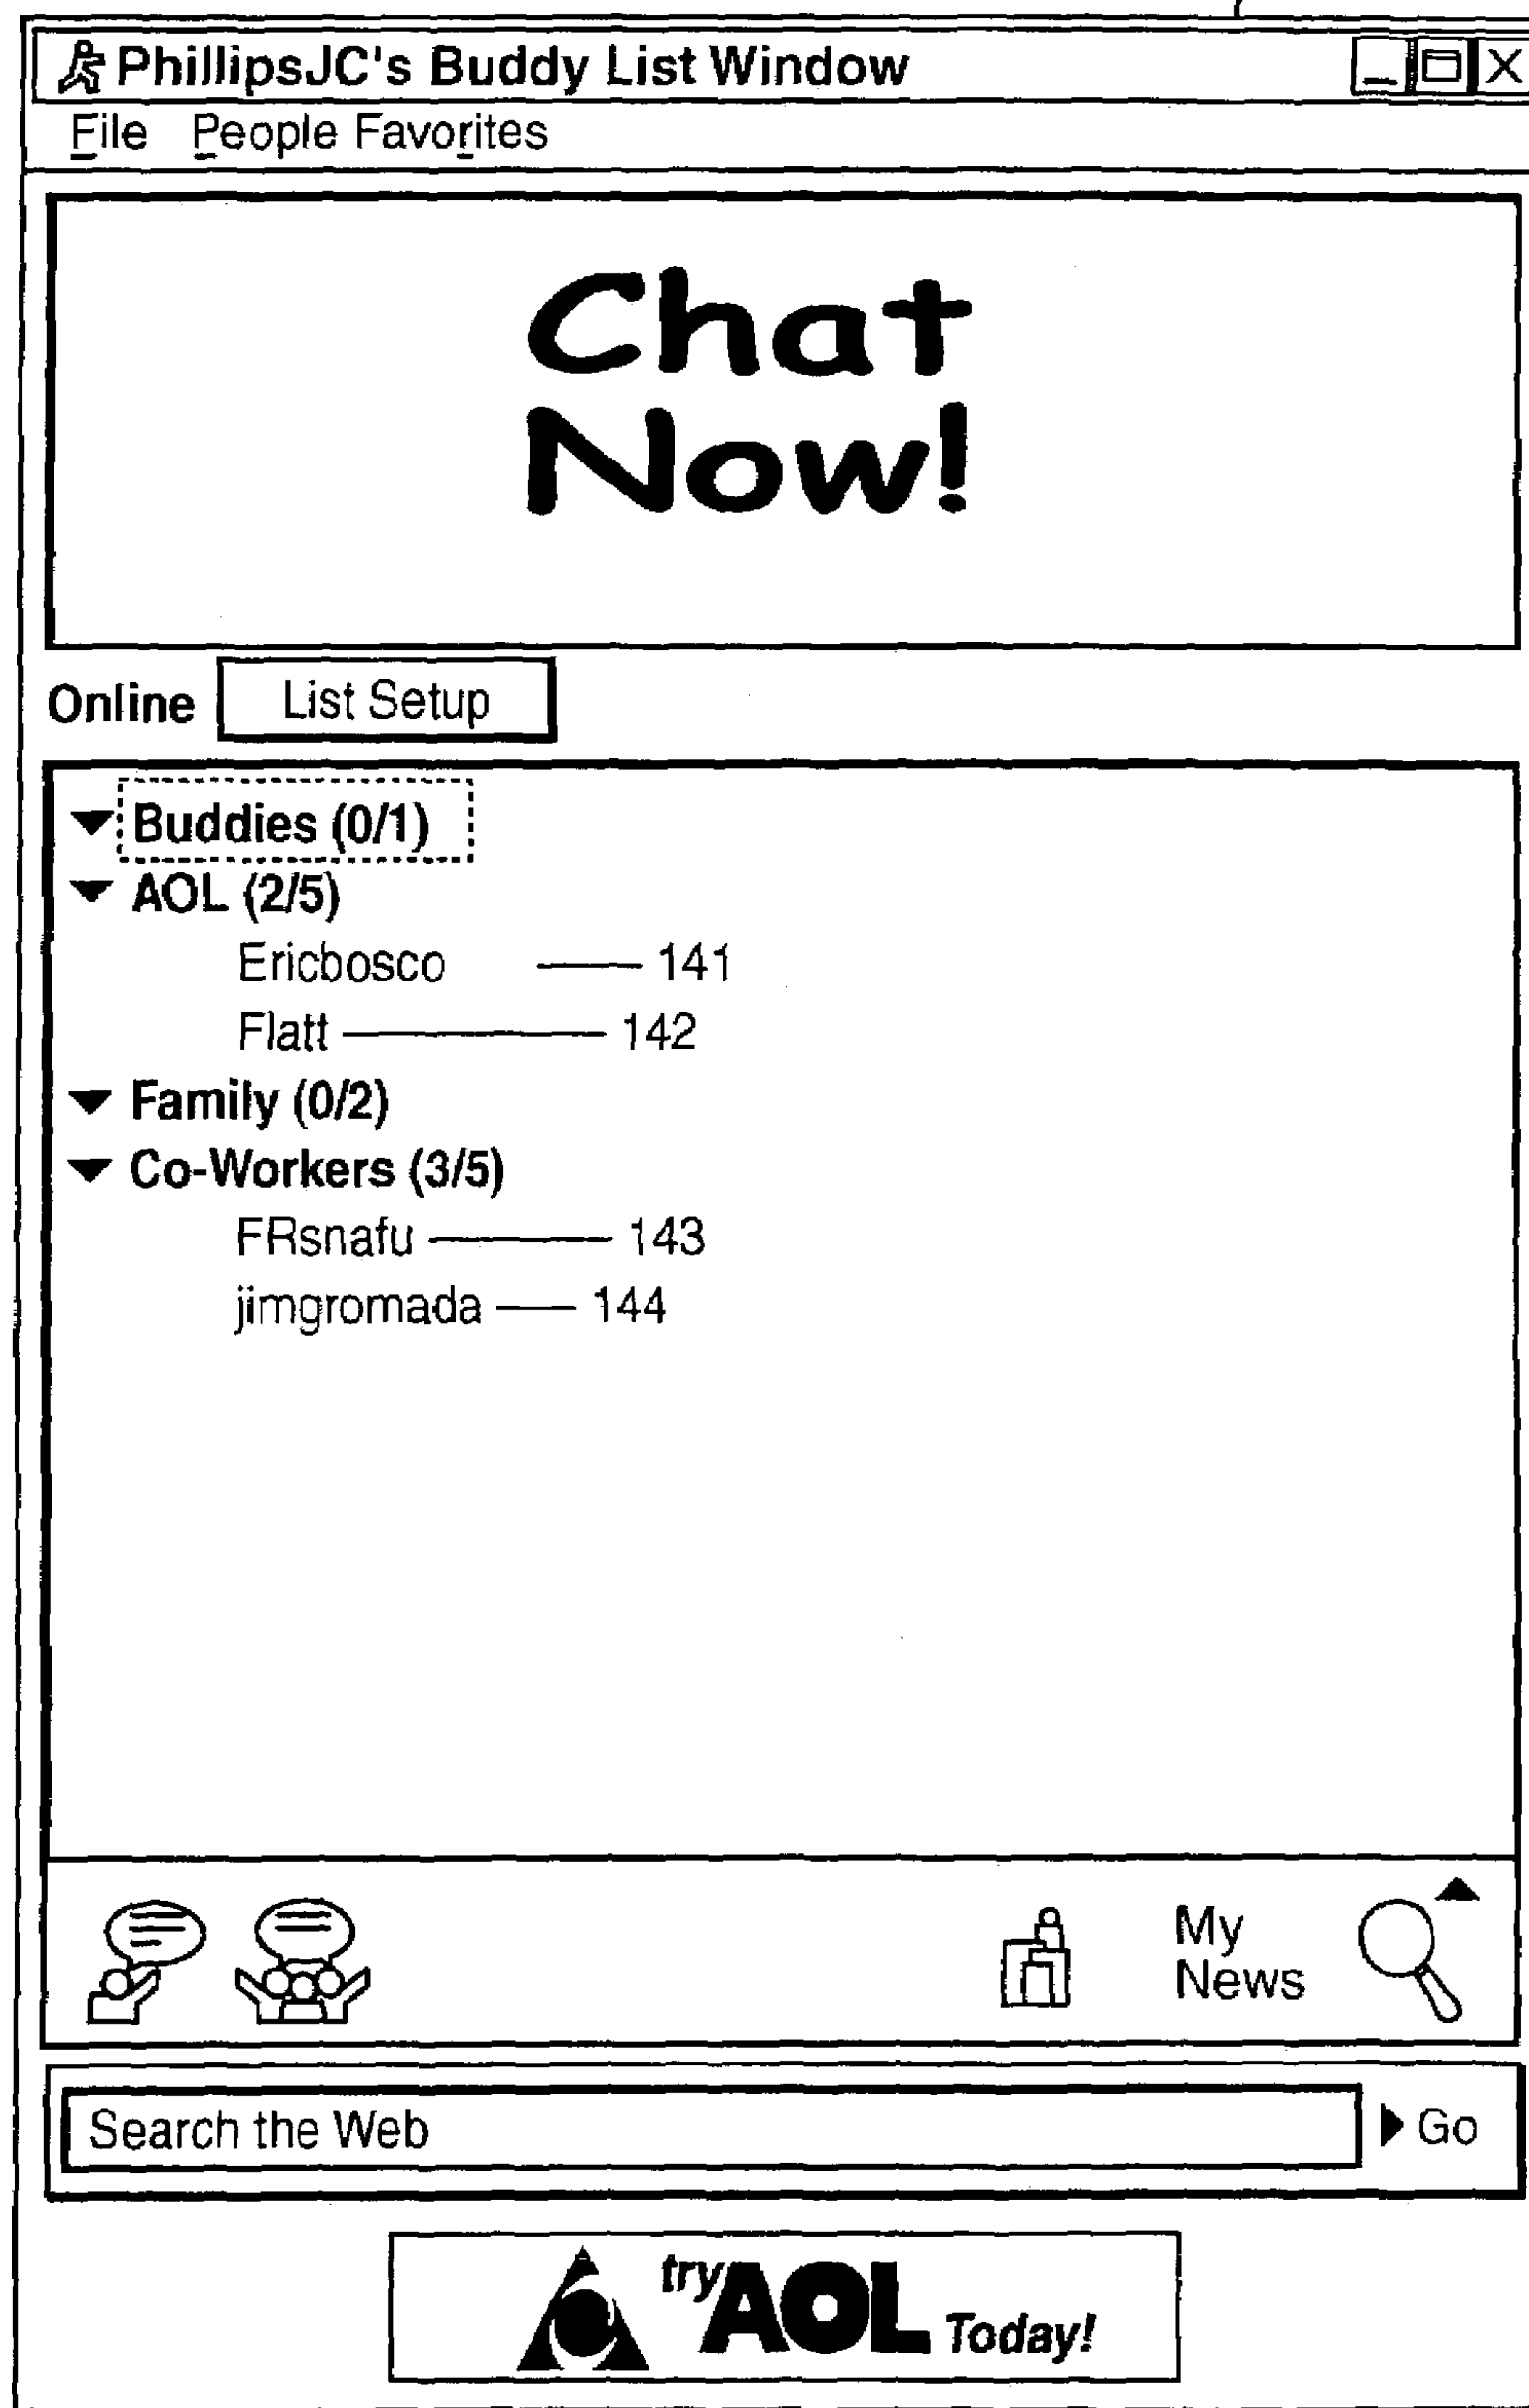 PhillipsJC's Buddy List Window
File People Favorites
Chat
Now!
Online List Setup
Buddies (0/1)
AOL (2/5)
Ericbosco 141
Flatt 142
Family (0/2)
Co-Workers (3/5)
FRsnafu 143
jimgromada 144
My
News
Search the Web Go
try AOL Today!